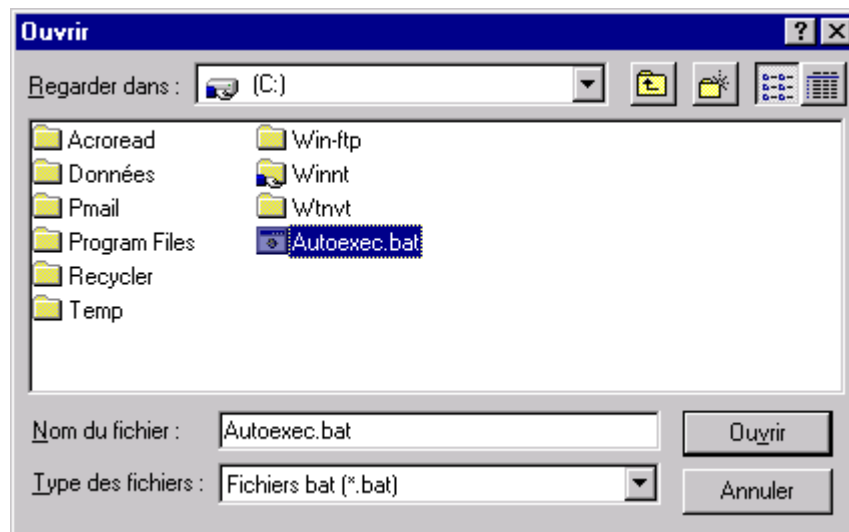 Ouvrir
Regarder dans : (C:)
Acroread Win-ftp
Données Winnt
Pmail Wtnvt
Program Files Autoexec.bat
Recycler
Temp
Nom du fichier : Autoexec.bat Ouvrir
Type des fichiers : Fichiers bat (*.bat) Annuler